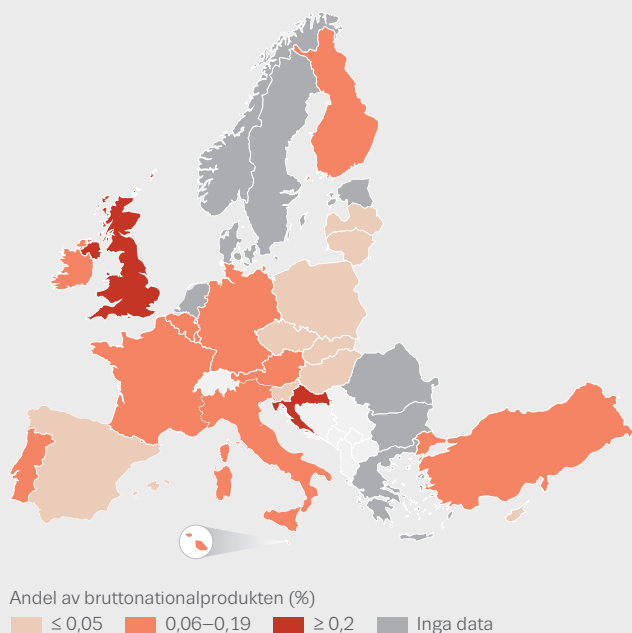 Andel av bruttonationalprodukten (%)
≤ 0,05 0,06–0,19 ≥ 0,2 Inga data